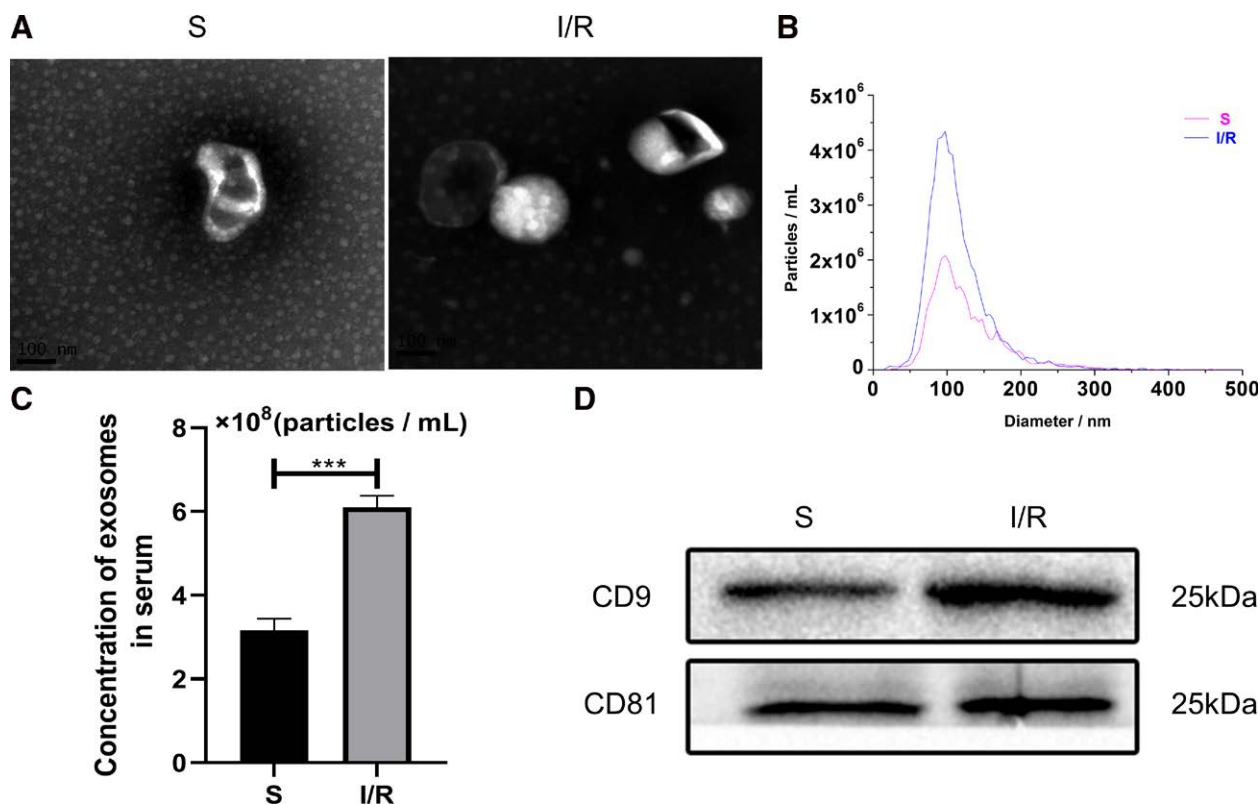 A
S
I/R
100 nm
100 nm
B
5x10⁶
4x10⁶
3x10⁶
2x10⁶
1x10⁶
0
Particles / mL
S
I/R
0
100
200
300
400
500
Diameter / nm
C
×10⁸(particles / mL)
8
6
4
2
0
Concentration of exosomes
in serum
***
S
I/R
D
S
I/R
CD9
25kDa
CD81
25kDa